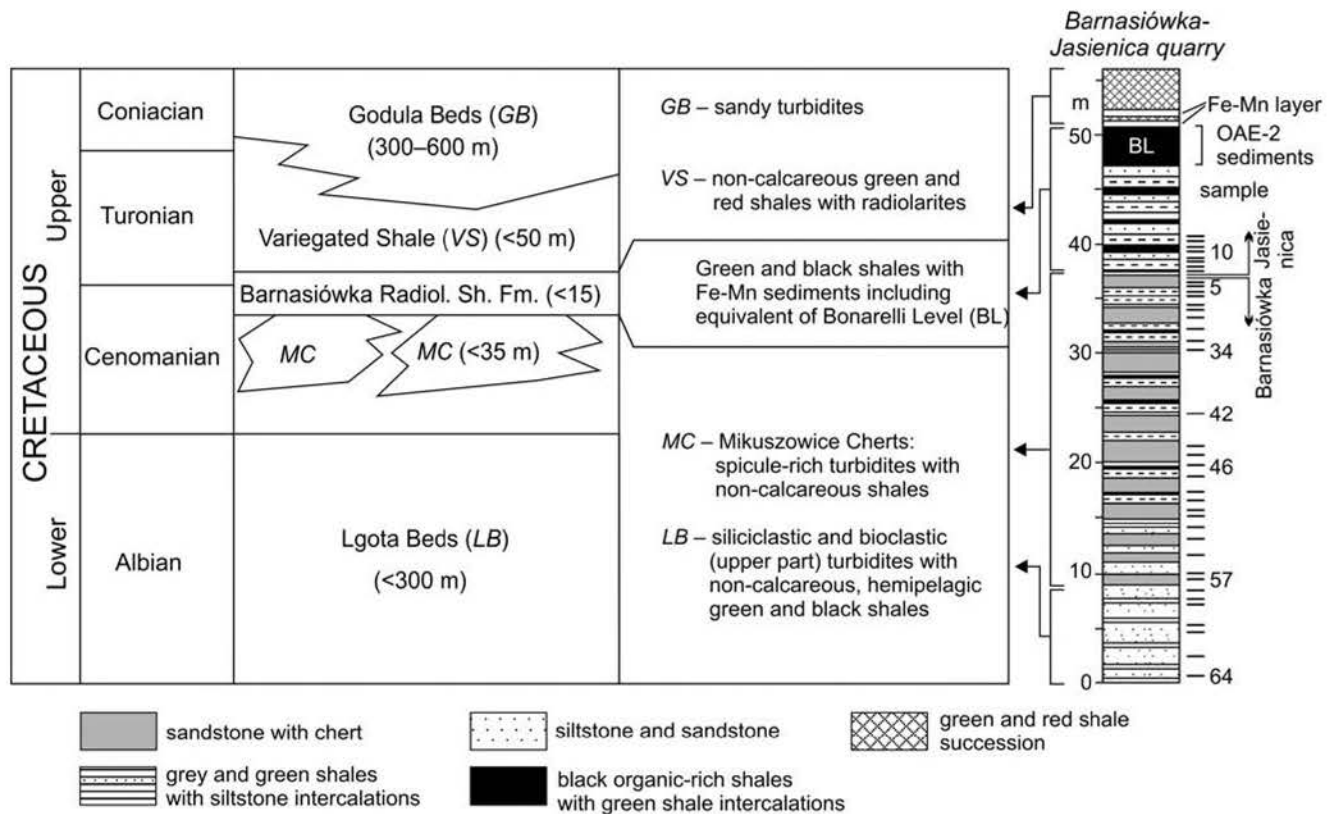 Barnasiówka-
Jasienica quarry
CRETACEOUS
Upper
Lower
Coniacian
Turonian
Cenomanian
Albian
Godula Beds (GB)
(300–600 m)
Variegated Shale (VS) (<50 m)
Barnasiówka Radiol. Sh. Fm. (<15)
MC
MC (<35 m)
Lgota Beds (LB)
(<300 m)
GB – sandy turbidites
VS – non-calcareous green and
red shales with radiolarites
Green and black shales with
Fe-Mn sediments including
equivalent of Bonarelli Level (BL)
MC – Mikuszowice Cherts:
spicule-rich turbidites with
non-calcareous shales
LB – siliciclastic and bioclastic
(upper part) turbidites with
non-calcareous, hemipelagic
green and black shales
m
50
40
30
20
10
0
BL
Fe-Mn layer
OAE-2
sediments
sample
10
5
34
42
46
57
64
Jasie-
nica
Barnasiówka
sandstone with chert
grey and green shales
with siltstone intercalations
siltstone and sandstone
black organic-rich shales
with green shale intercalations
green and red shale
succession